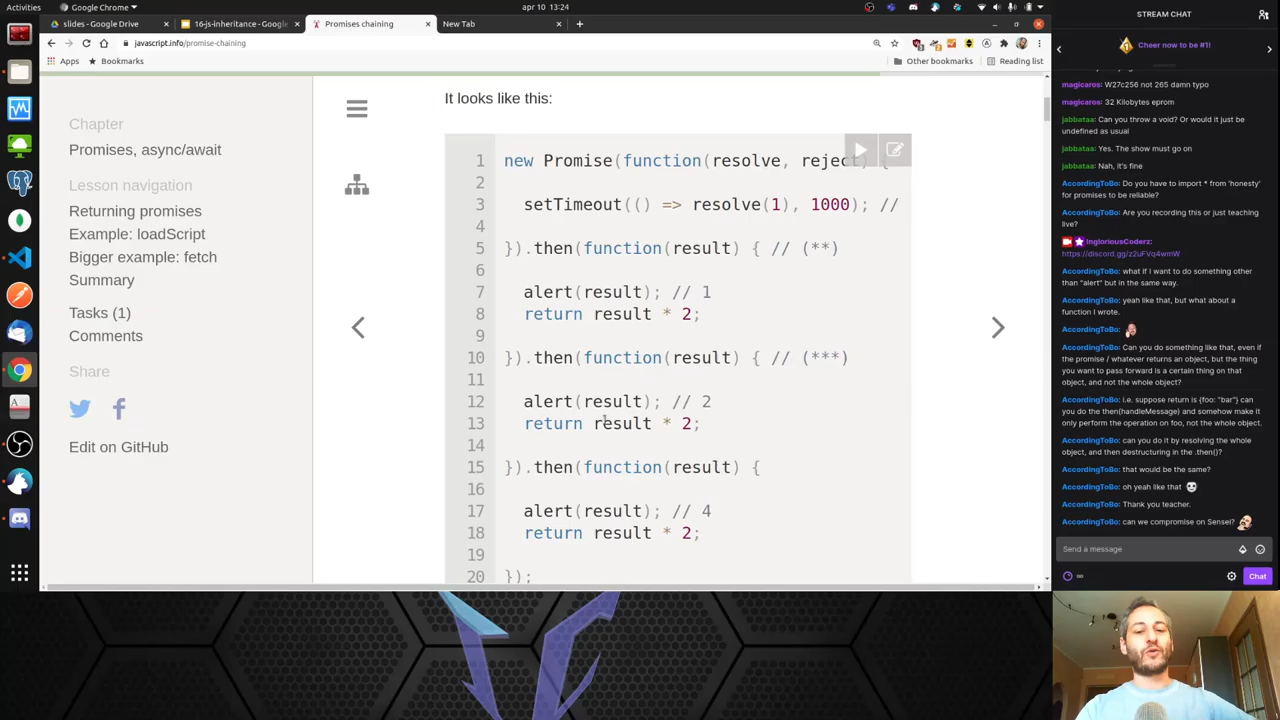 Activities
Google Chrome
Apr 10 13:24
slides - Google Drive
16-js-inheritance - Google
Promises chaining
New Tab
javascript.info/promise-chaining
Apps
Bookmarks
Other bookmarks
Reading list
Chapter
Promises, async/await
Lesson navigation
Returning promises
Example: loadScript
Bigger example: fetch
Summary
Tasks (1)
Comments
Share
Edit on GitHub
It looks like this:
1 new Promise(function(resolve, reject) {
2
3 setTimeout(() => resolve(1), 1000); //
4
5 }).then(function(result) { // (**)
6
7 alert(result); // 1
8 return result * 2;
9
10 }).then(function(result) { // (***)
11
12 alert(result); // 2
13 return result * 2;
14
15 }).then(function(result) {
16
17 alert(result); // 4
18 return result * 2;
19
20 });
STREAM CHAT
Cheer now to be #1!
magicaros: W27c256 not 265 damn typo
magicaros: 32 Kilobytes eprom
jabbataa: Can you throw a void? Or would it just be
undefined as usual
jabbataa: Yes. The show must go on
jabbataa: Nah, it's fine
AccordingToBo: Do you have to import * from 'honesty'
for promises to be reliable?
AccordingToBo: Are you recording this or just teaching
live?
IngloriousCoderz:
https://discord.gg/z2uFVq4wmW
AccordingToBo: what if I want to do something other
than "alert" but in the same way.
AccordingToBo: yeah like that, but what about a
function I wrote.
AccordingToBo:
AccordingToBo: Can you do something like that, even if
the promise / whatever returns an object, but the thing
you want to pass forward is a certain thing on that
object, and not the whole object?
AccordingToBo: i.e. suppose return is {foo: "bar"} can
you do the then(handleMessage) and somehow make it
only perform the operation on foo, not the whole object.
AccordingToBo: can you do it by resolving the whole
object, and then destructuring in the .then()?
AccordingToBo: that would be the same?
AccordingToBo: oh yeah like that
AccordingToBo: Thank you teacher.
AccordingToBo: can we compromise on Sensei?
Send a message
Chat